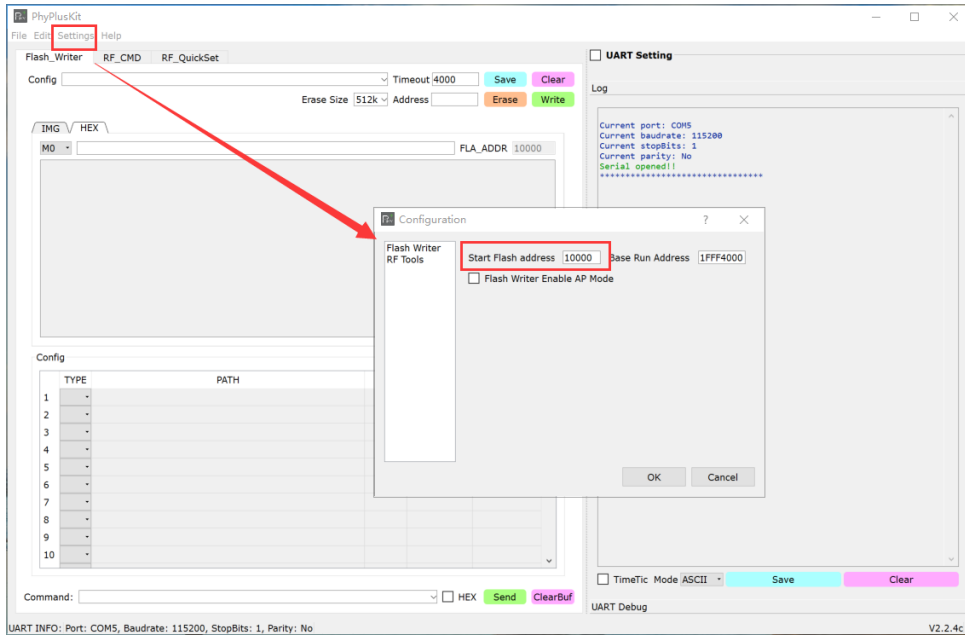 PhyPlusKit
File Edit Settings Help
Flash_Writer RF_CMD RF_QuickSet
Config Timeout 4000 Save Clear
Erase Size 512k Address Erase Write
IMG HEX
M0 FLA_ADDR 10000
Configuration ?
Flash Writer
RF Tools
Start Flash address 10000 Base Run Address 1FFF4000
Flash Writer Enable AP Mode
OK Cancel
Config
TYPE PATH
1
2
3
4
5
6
7
8
9
10
Command: HEX Send ClearBuf
UART Setting
Log
Current port: COM5
Current baudrate: 115200
Current stopBits: 1
Current parity: No
Serial opened!!
********************************
TimeTic Mode ASCII Save Clear
UART Debug
UART INFO: Port: COM5, Baudrate: 115200, StopBits: 1, Parity: No V2.2.4c